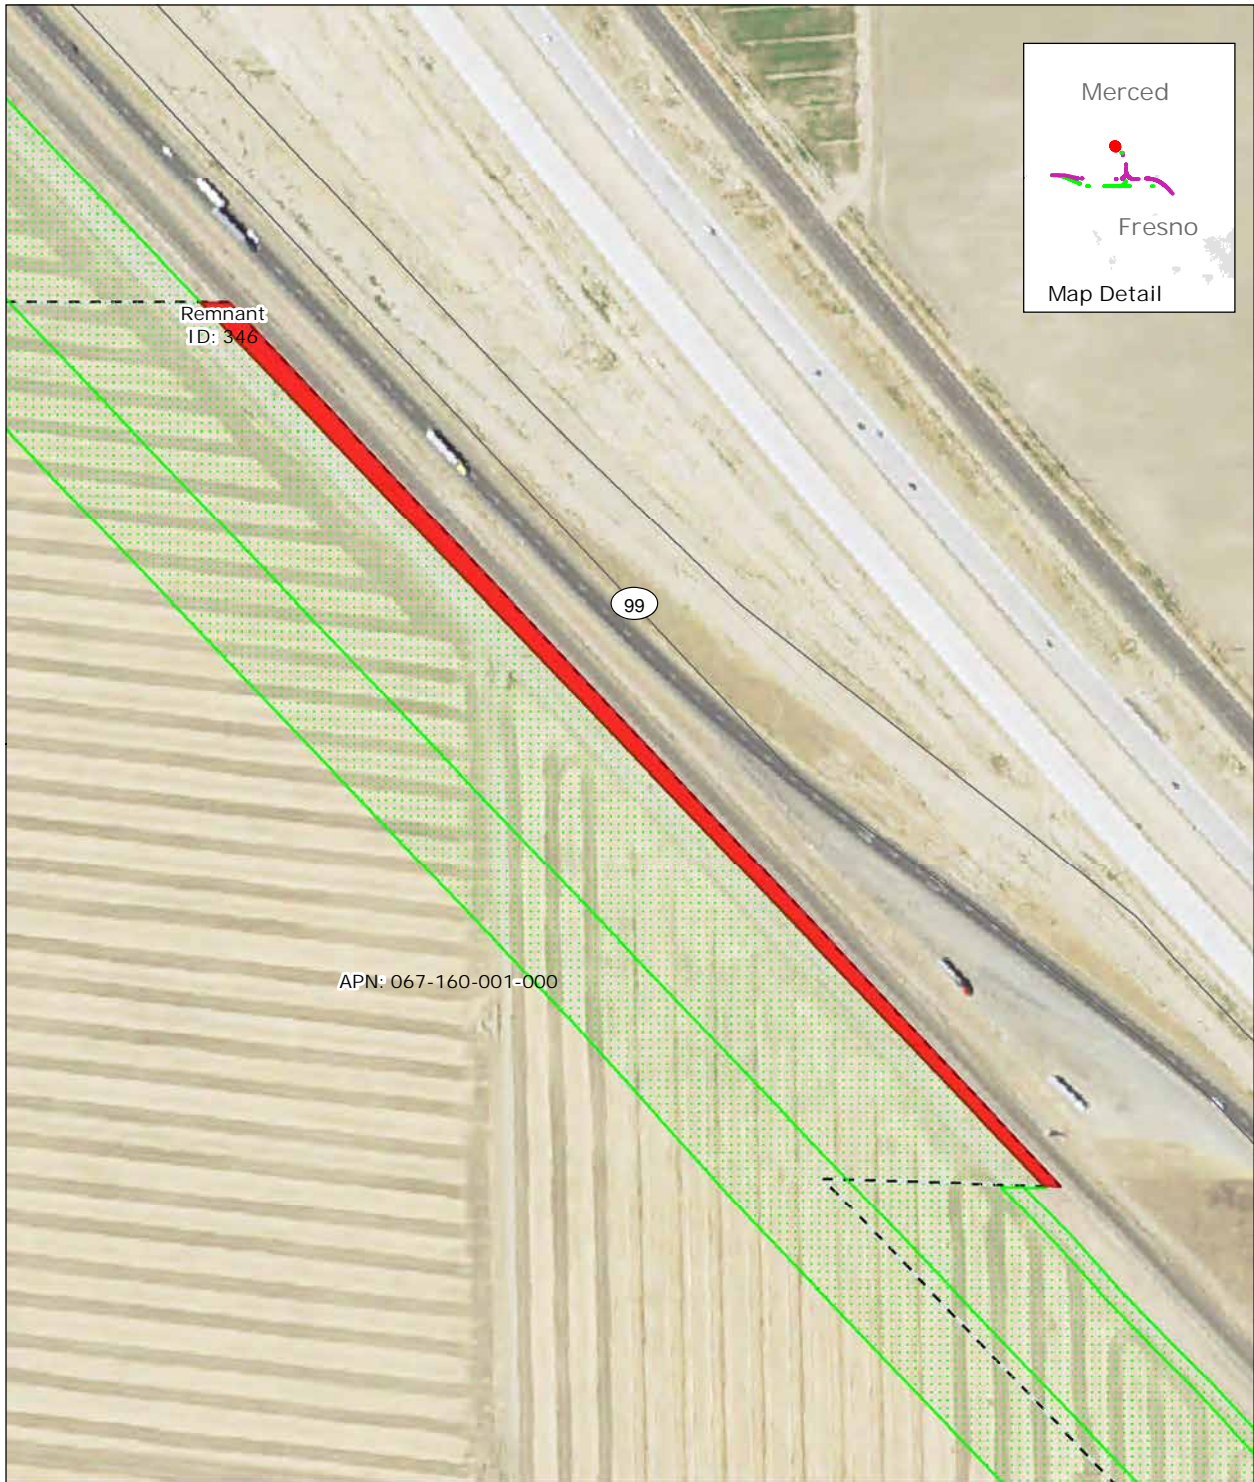 Merced
Fresno
Map Detail
Remnant
ID: 346
99
APN: 067-160-001-000